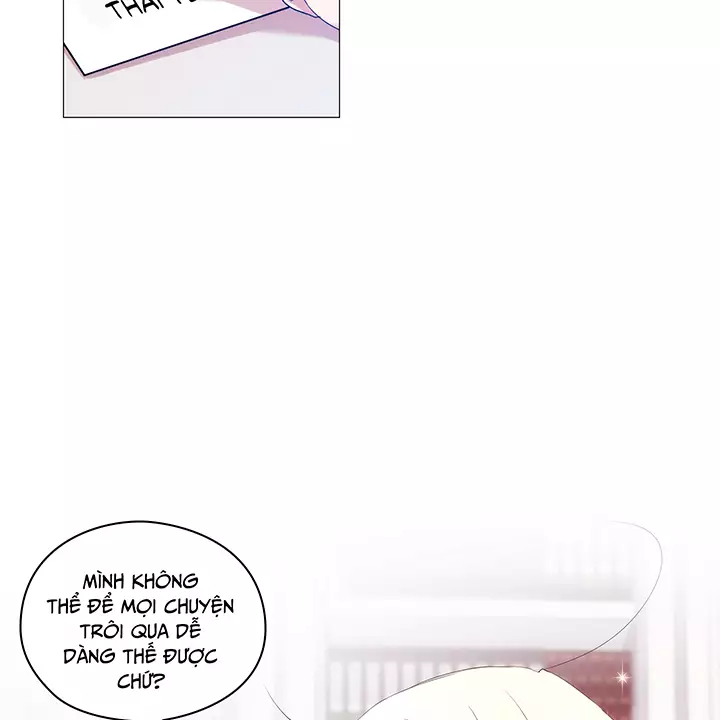 MÌNH KHÔNG
THỂ ĐỂ MỌI CHUYỆN
TRÔI QUA DỄ
DÀNG THẾ ĐƯỢC
CHỨ?